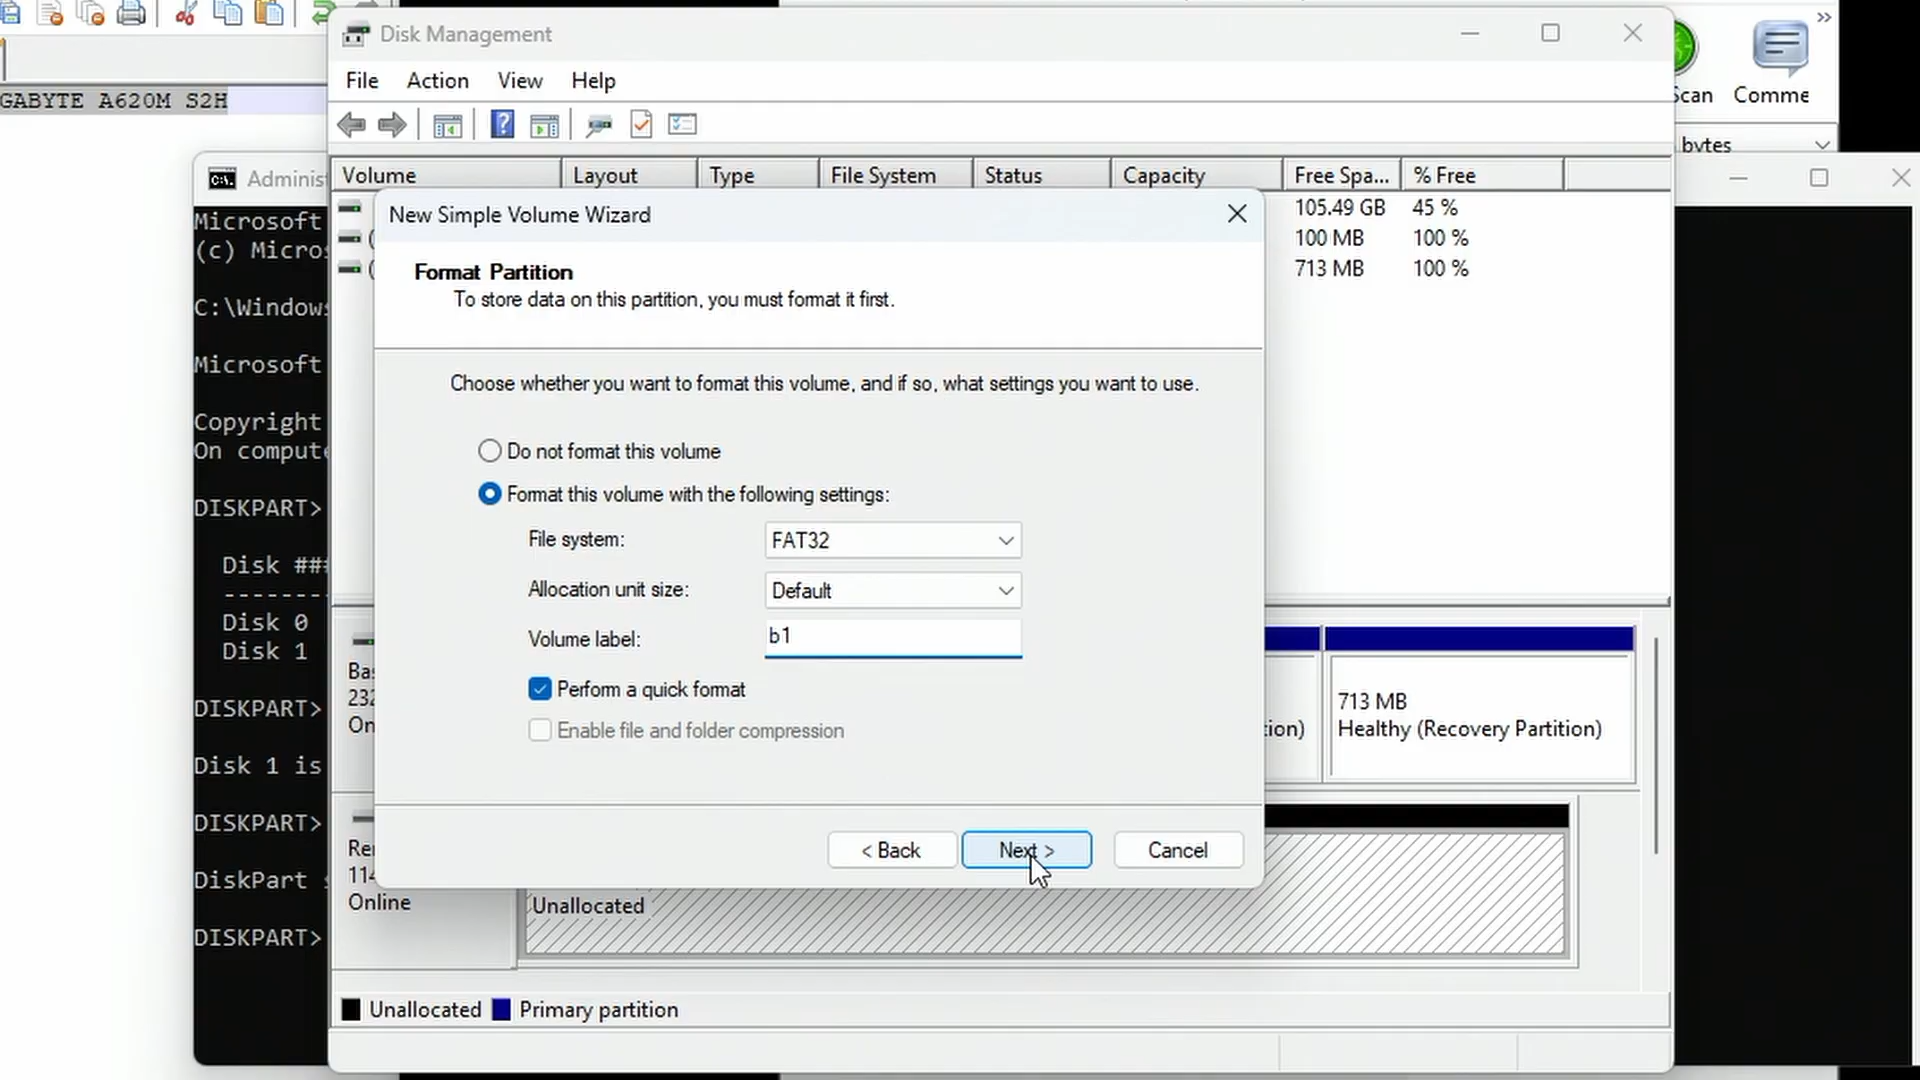 Disk Management
File Action View Help
GABYTE A620M S2H
Scan Comme
bytes
Volume Layout Type File System Status Capacity Free Spa... % Free
105.49 GB 45 %
100 MB 100 %
713 MB 100 %
Microsoft
(c)
C:\Windows
Microsoft
Copyright
On
DISKPART>
Disk ###
Disk 0
Disk 1
DISKPART>
Disk 1 is
DISKPART>
DiskPart
DISKPART>
New Simple Volume Wizard
Format Partition
To store data on this partition, you must format it first.
Choose whether you want to format this volume, and if so, what settings you want to use.
Do not format this volume
Format this volume with the following settings:
File system: FAT32
Allocation unit size: Default
Volume label: b1
Perform a quick format
Enable file and folder compression
< Back Next > Cancel
713 MB
Healthy (Recovery Partition)
Online
Unallocated
Unallocated Primary partition